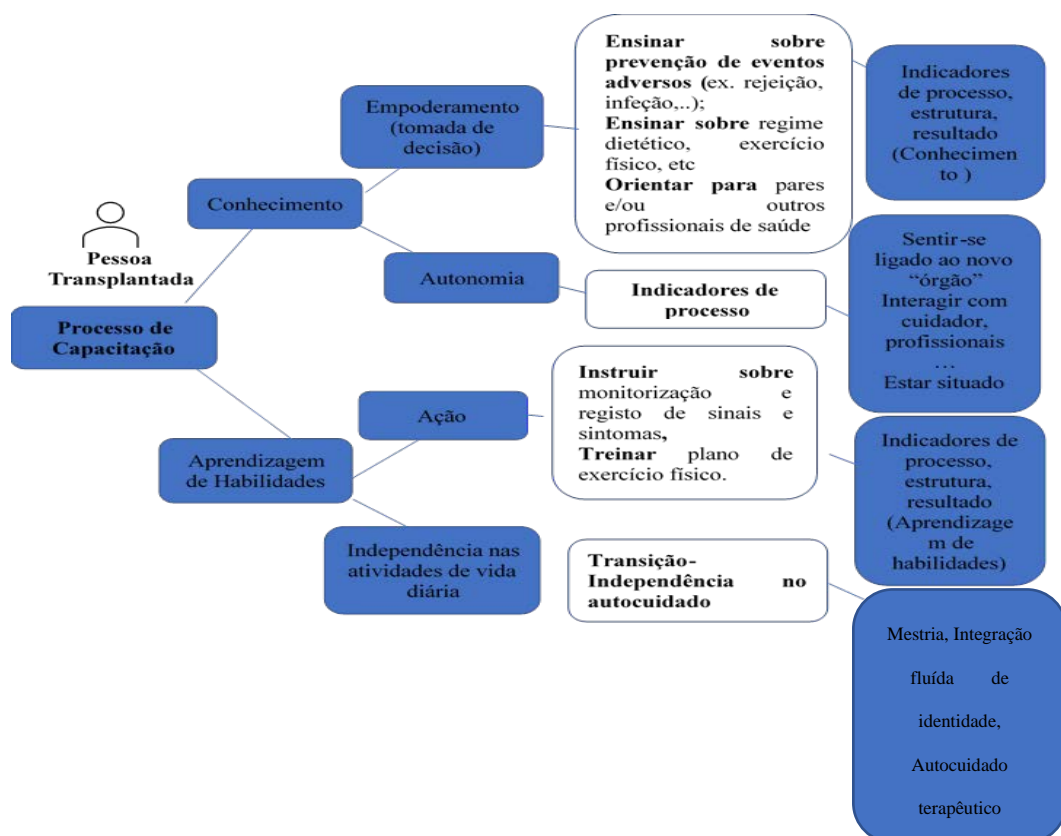 Pessoa
Transplantada
Processo de
Capacitação
Conhecimento
Empoderamento
(tomada de
decisão)
Ensinar sobre
prevenção de eventos
adversos (ex. rejeição,
infeção,..);
Ensinar sobre regime
dietético, exercício
físico, etc
Orientar para pares
e/ou outros
profissionais de saúde
Indicadores
de processo,
estrutura,
resultado
(Conhecimen
to )
Autonomia
Indicadores de
processo
Sentir-se
ligado ao novo
“órgão”
Interagir com
cuidador,
profissionais
…
Estar situado
Aprendizagem
de Habilidades
Ação
Instruir sobre
monitorização e
registo de sinais e
sintomas,
Treinar plano de
exercício físico.
Indicadores de
processo,
estrutura,
resultado
(Aprendizage
m de
habilidades)
Independência nas
atividades de vida
diária
Transição-
Independência no
autocuidado
Mestria, Integração
fluída de
identidade,
Autocuidado
terapêutico